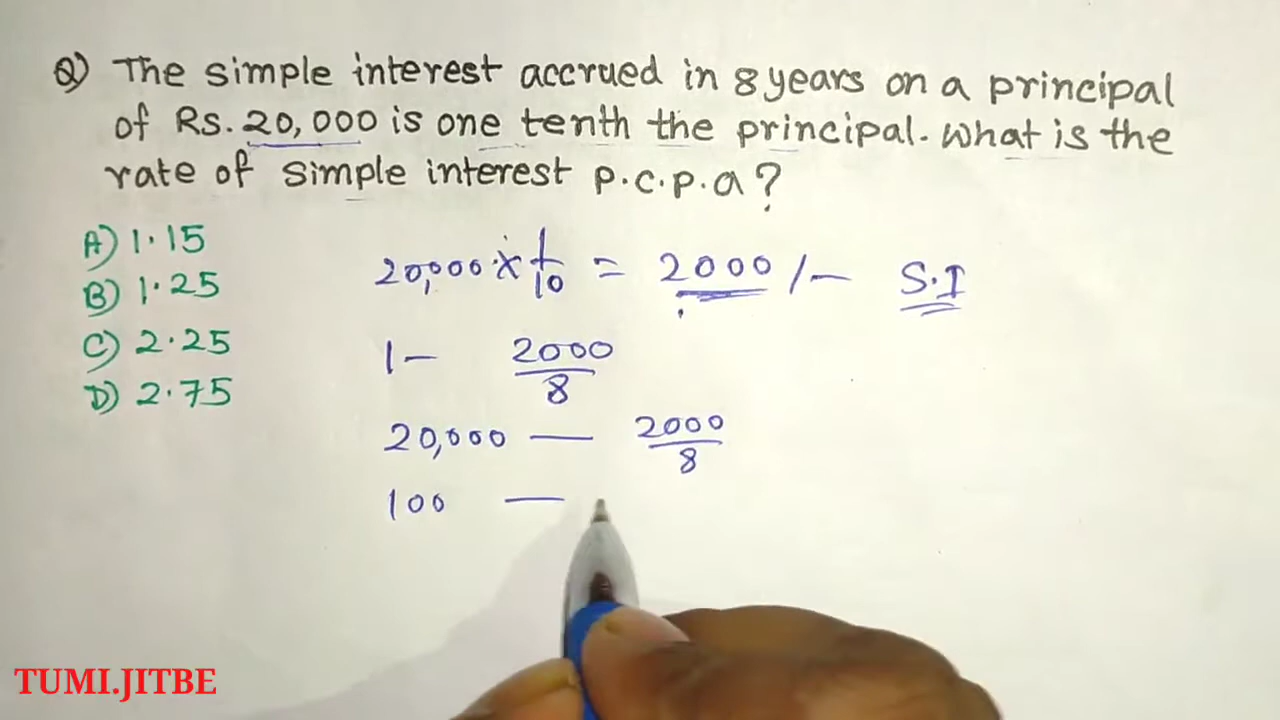 Q) The simple interest accrued in 8 years on a principal
of Rs. 20,000 is one tenth the principal. What is the
rate of simple interest p.c.p.a?
A) 1.15
B) 1.25
C) 2.25
D) 2.75
20,000 × 1/10 = 2000/- S.I
1 — 2000/8
20,000 — 2000/8
100 —
TUMI.JITBE